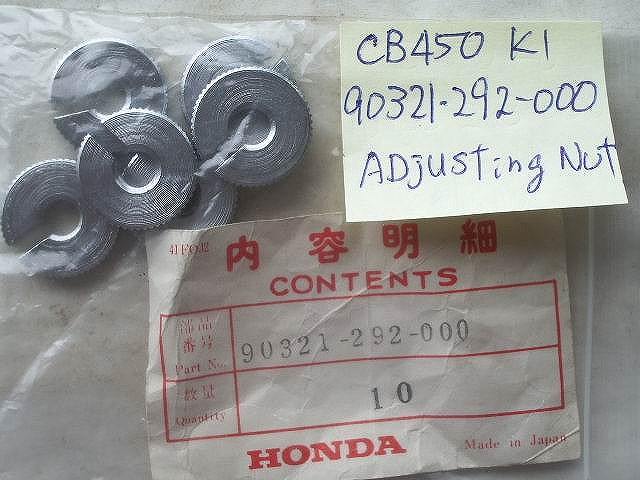 CB450 K1
90321-292-000
ADjusting Nut
内容明細
CONTENTS
部品
番号
Part No.
90321-292-000
数量
Quantity
10
HONDA
Made in Japan